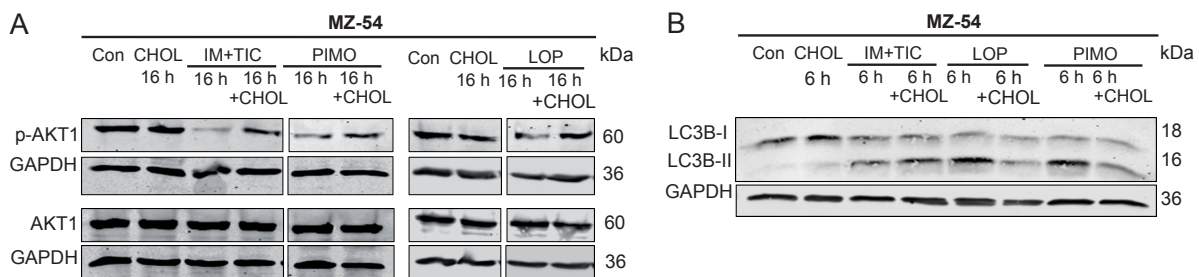 A
MZ-54
Con CHOL IM+TIC PIMO Con CHOL LOP kDa
16 h 16 h 16 h 16 h 16 h 16 h 16 h 16 h
+CHOL +CHOL +CHOL
p-AKT1 60
GAPDH 36
AKT1 60
GAPDH 36
B
MZ-54
Con CHOL IM+TIC LOP PIMO kDa
6 h 6 h 6 h 6 h 6 h 6 h 6 h
+CHOL +CHOL +CHOL
LC3B-I 18
LC3B-II 16
GAPDH 36